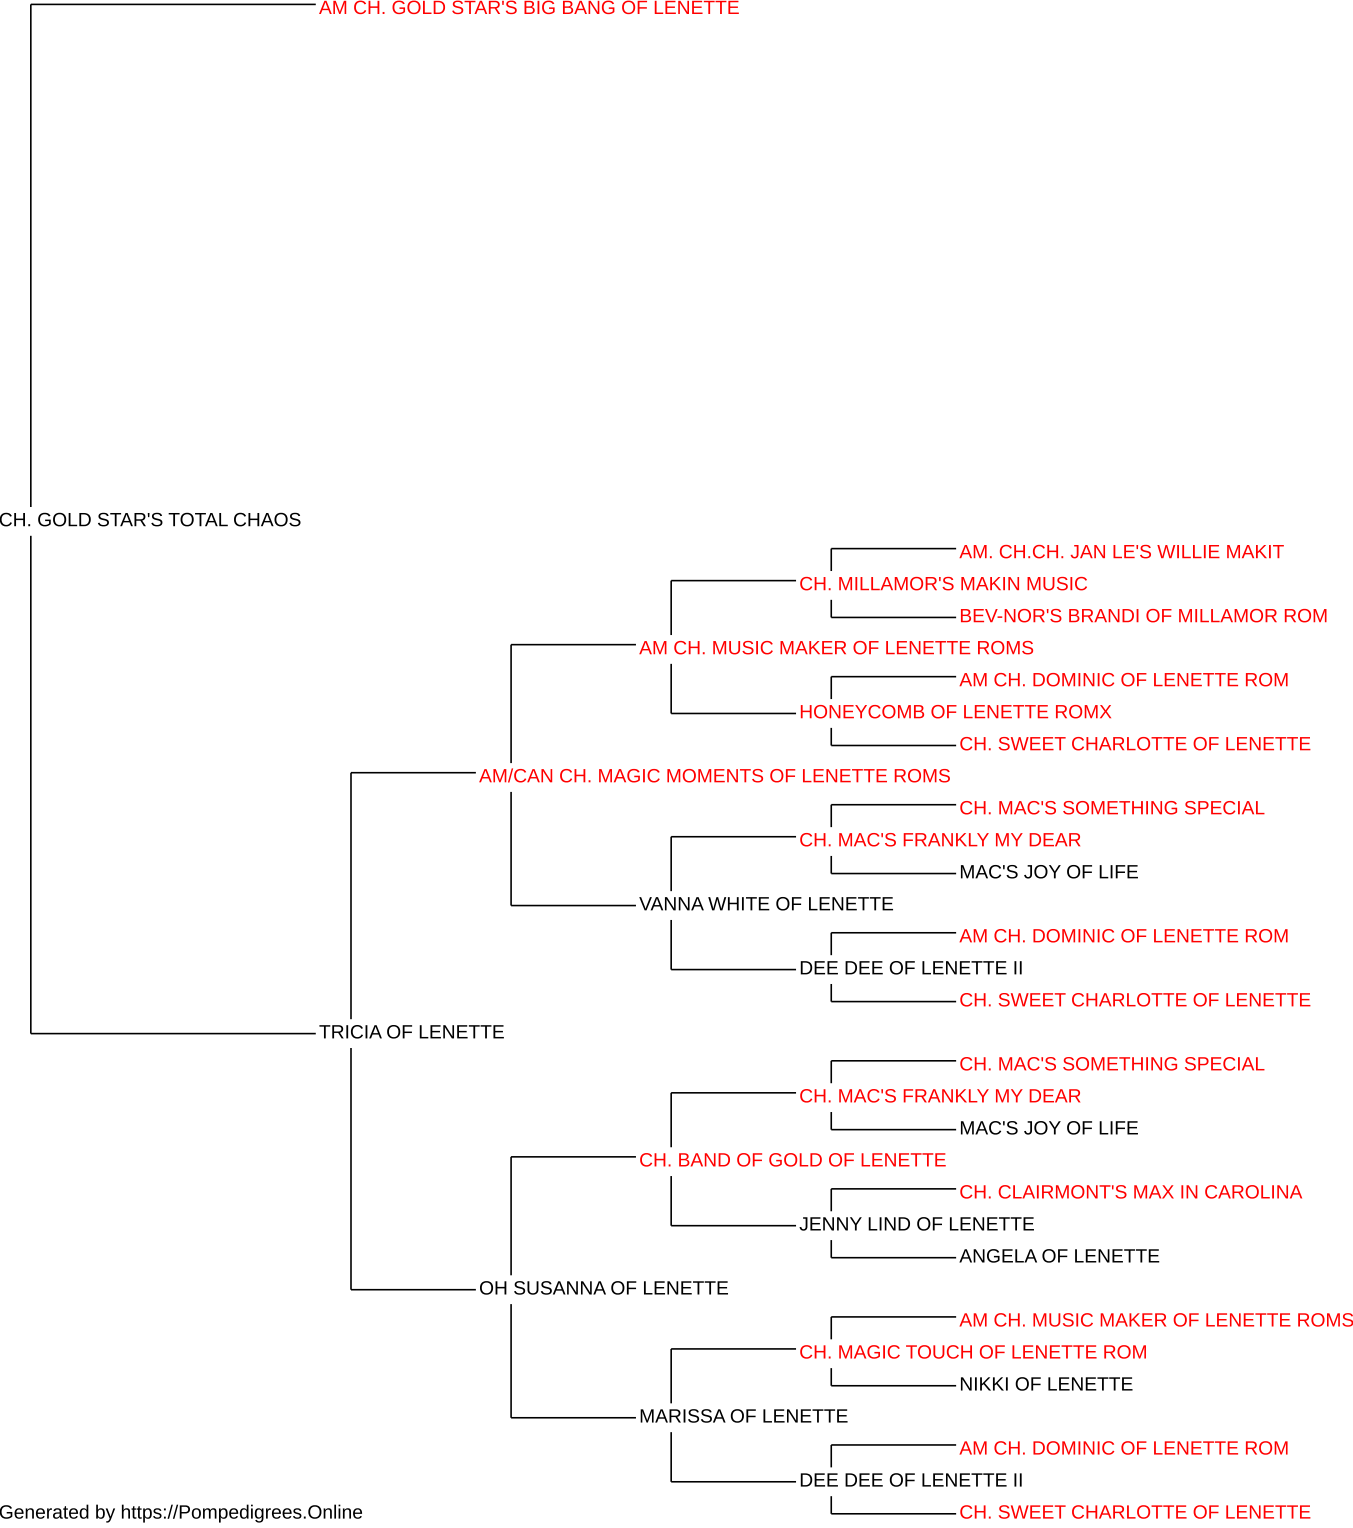 AM CH. GOLD STAR'S BIG BANG OF LENETTE
CH. GOLD STAR'S TOTAL CHAOS
AM. CH.CH. JAN LE'S WILLIE MAKIT
CH. MILLAMOR'S MAKIN MUSIC
BEV-NOR'S BRANDI OF MILLAMOR ROM
AM CH. MUSIC MAKER OF LENETTE ROMS
AM CH. DOMINIC OF LENETTE ROM
HONEYCOMB OF LENETTE ROMX
CH. SWEET CHARLOTTE OF LENETTE
AM/CAN CH. MAGIC MOMENTS OF LENETTE ROMS
CH. MAC'S SOMETHING SPECIAL
CH. MAC'S FRANKLY MY DEAR
MAC'S JOY OF LIFE
VANNA WHITE OF LENETTE
AM CH. DOMINIC OF LENETTE ROM
DEE DEE OF LENETTE II
CH. SWEET CHARLOTTE OF LENETTE
TRICIA OF LENETTE
CH. MAC'S SOMETHING SPECIAL
CH. MAC'S FRANKLY MY DEAR
MAC'S JOY OF LIFE
CH. BAND OF GOLD OF LENETTE
CH. CLAIRMONT'S MAX IN CAROLINA
JENNY LIND OF LENETTE
ANGELA OF LENETTE
OH SUSANNA OF LENETTE
AM CH. MUSIC MAKER OF LENETTE ROMS
CH. MAGIC TOUCH OF LENETTE ROM
NIKKI OF LENETTE
MARISSA OF LENETTE
AM CH. DOMINIC OF LENETTE ROM
DEE DEE OF LENETTE II
CH. SWEET CHARLOTTE OF LENETTE
Generated by https://Pompedigrees.Online